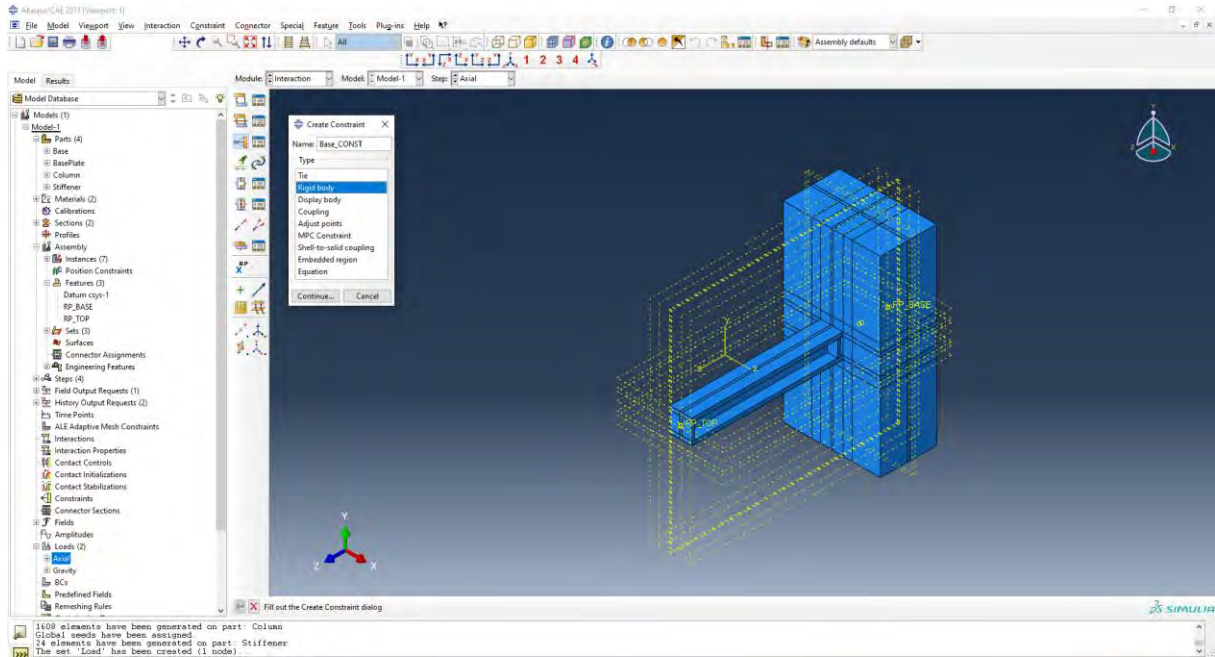 Abaqus/CAE 2017 [Viewport: 1]
File Model Viewport View Interaction Constraint Connector Special Feature Tools Plug-ins Help
All
Assembly defaults
1 2 3 4
Model Results
Module: Interaction Model: Model-1 Step: Axial
Model Database
Models (1)
Model-1
Parts (4)
Base
BasePlate
Column
Stiffener
Materials (2)
Calibrations
Sections (2)
Profiles
Assembly
Instances (7)
Position Constraints
Features (3)
Datum csys-1
RP_BASE
RP_TOP
Sets (3)
Surfaces
Connector Assignments
Engineering Features
Steps (4)
Field Output Requests (1)
History Output Requests (2)
Time Points
ALE Adaptive Mesh Constraints
Interactions
Interaction Properties
Contact Controls
Contact Initializations
Contact Stabilizations
Constraints
Connector Sections
Fields
Amplitudes
Loads (2)
Axial
Gravity
BCs
Predefined Fields
Remeshing Rules
RP
Create Constraint
Name: Base_CONST
Type
Tie
Rigid body
Display body
Coupling
Adjust points
MPC Constraint
Shell-to-solid coupling
Embedded region
Equation
Continue... Cancel
RP_BASE
RP_TOP
Y
Z X
Fill out the Create Constraint dialog
SIMULIA
1608 elements have been generated on part: Column
Global seeds have been assigned.
24 elements have been generated on part: Stiffener
The set 'Load' has been created (1 node).